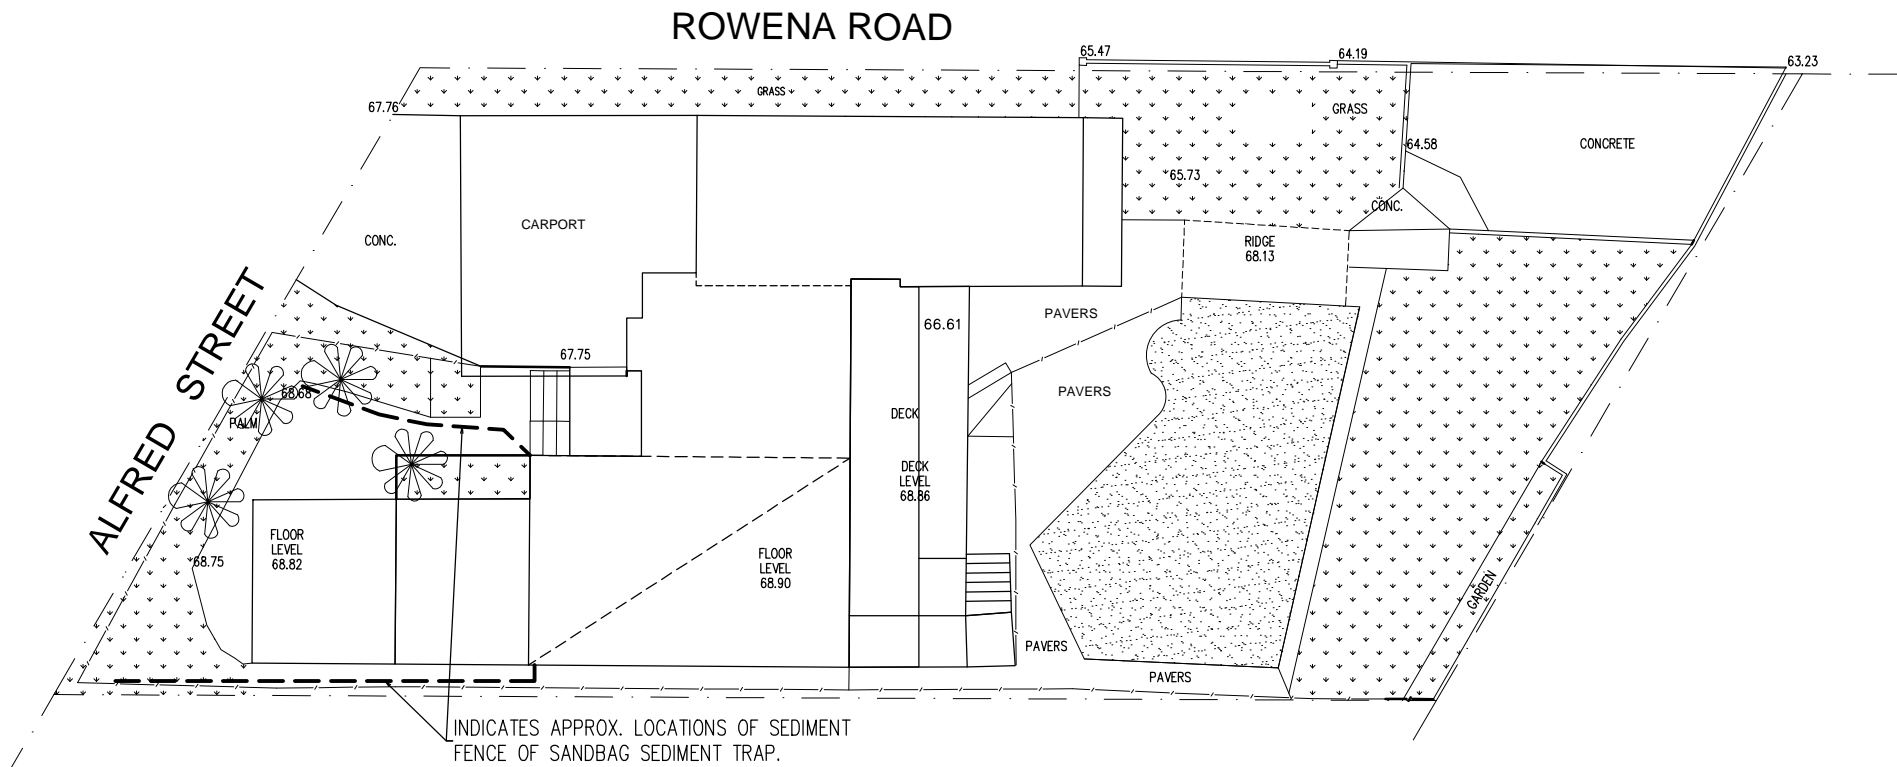 ROWENA ROAD
65.47
64.19
63.23
GRASS
67.76
GRASS
64.58
CONCRETE
65.73
CONC.
CARPORT
CONC.
RIDGE
68.13
PAVERS
66.61
67.75
PAVERS
68.68
DECK
PALM
ALFRED STREET
DECK
LEVEL
68.86
FLOOR
LEVEL
68.82
68.75
FLOOR
LEVEL
68.90
GARDEN
PAVERS
PAVERS
INDICATES APPROX. LOCATIONS OF SEDIMENT
FENCE OF SANDBAG SEDIMENT TRAP.